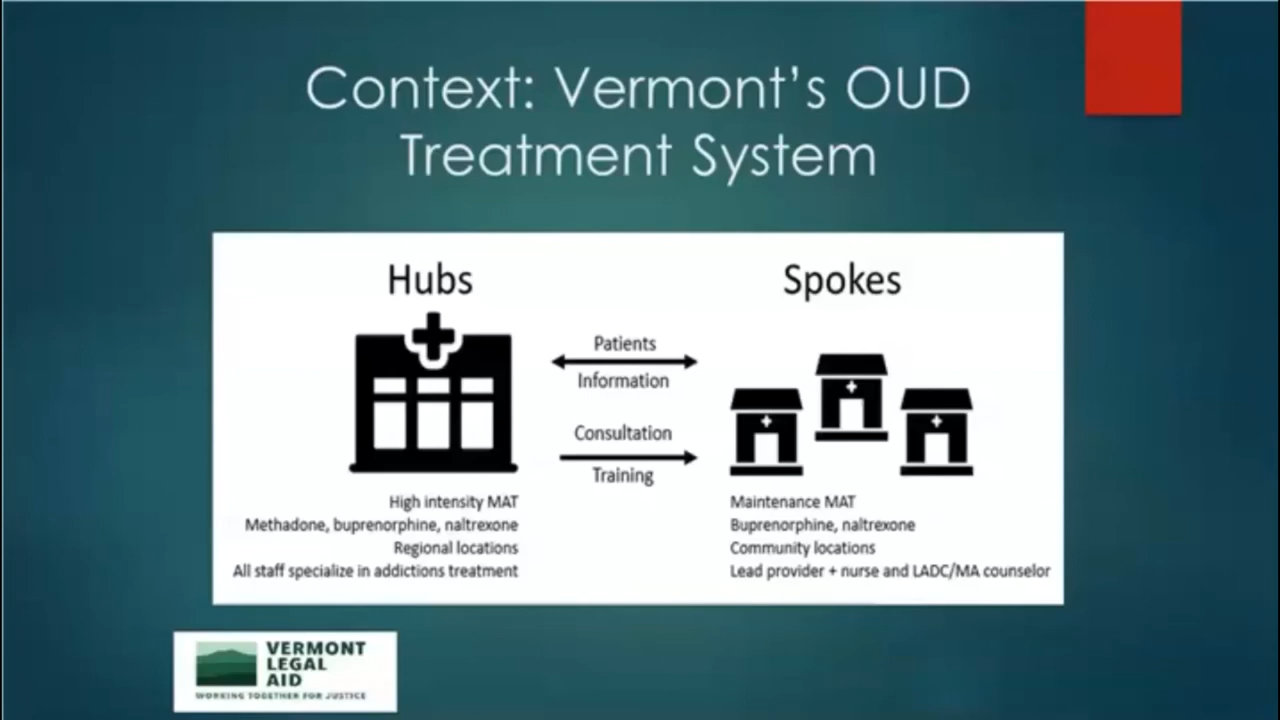 Context: Vermont's OUD
Treatment System
Hubs
Spokes
Patients
Information
Consultation
Training
High intensity MAT
Methadone, buprenorphine, naltrexone
Regional locations
All staff specialize in addictions treatment
Maintenance MAT
Buprenorphine, naltrexone
Community locations
Lead provider + nurse and LADC/MA counselor
VERMONT
LEGAL
AID
WORKING TOGETHER FOR JUSTICE